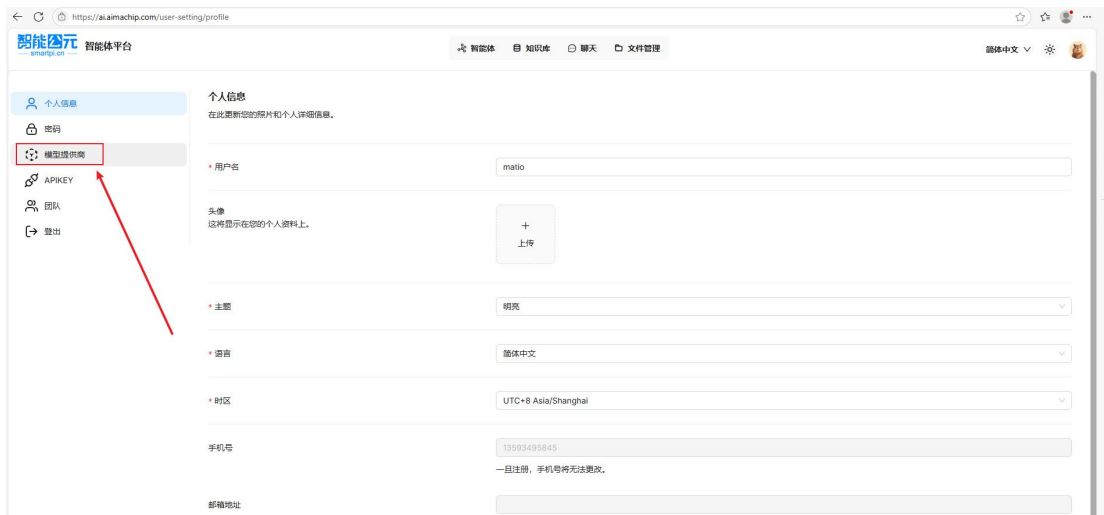 https://ai.aimachip.com/user-setting/profile
智能公元
smartpi.cn
智能体平台
智能体
知识库
聊天
文件管理
简体中文
个人信息
密码
模型提供商
APIKEY
团队
登出
个人信息
在此更新您的照片和个人详细信息。
* 用户名
matio
头像
这将显示在您的个人资料上。
+
上传
* 主题
明亮
* 语言
简体中文
* 时区
UTC+8 Asia/Shanghai
手机号
13593495845
一旦注册，手机号将无法更改。
邮箱地址